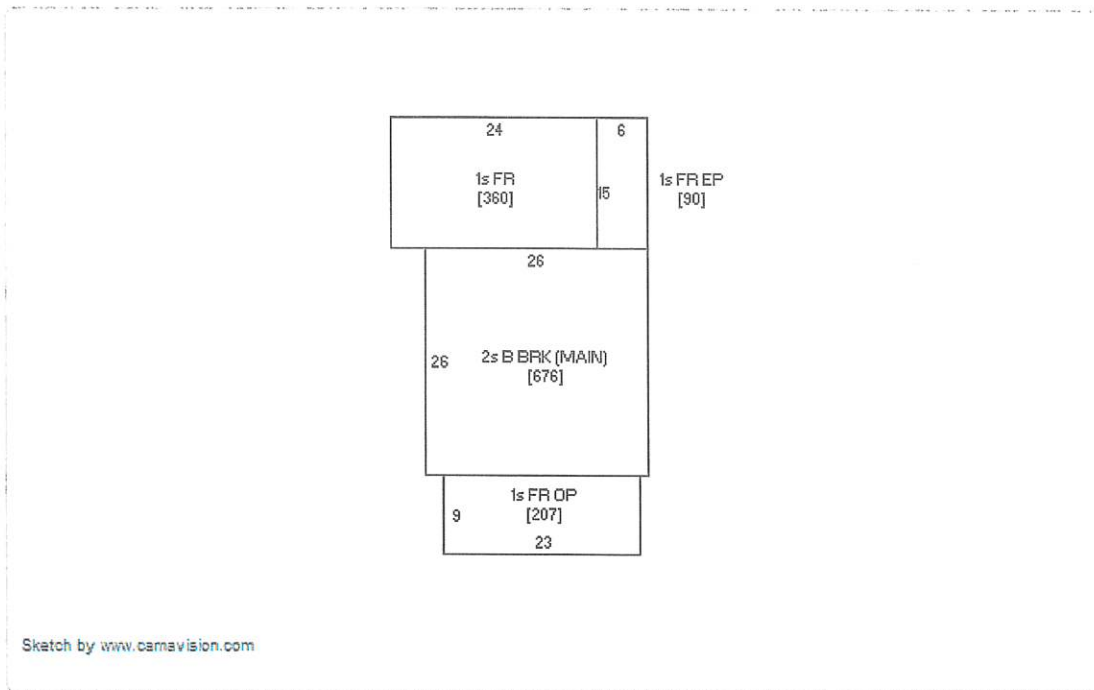 24
6
1s FR
[360]
15
1s FR EP
[90]
26
26
2s B BRK (MAIN)
[676]
1s FR OP
[207]
9
23
Sketch by www.camavision.com